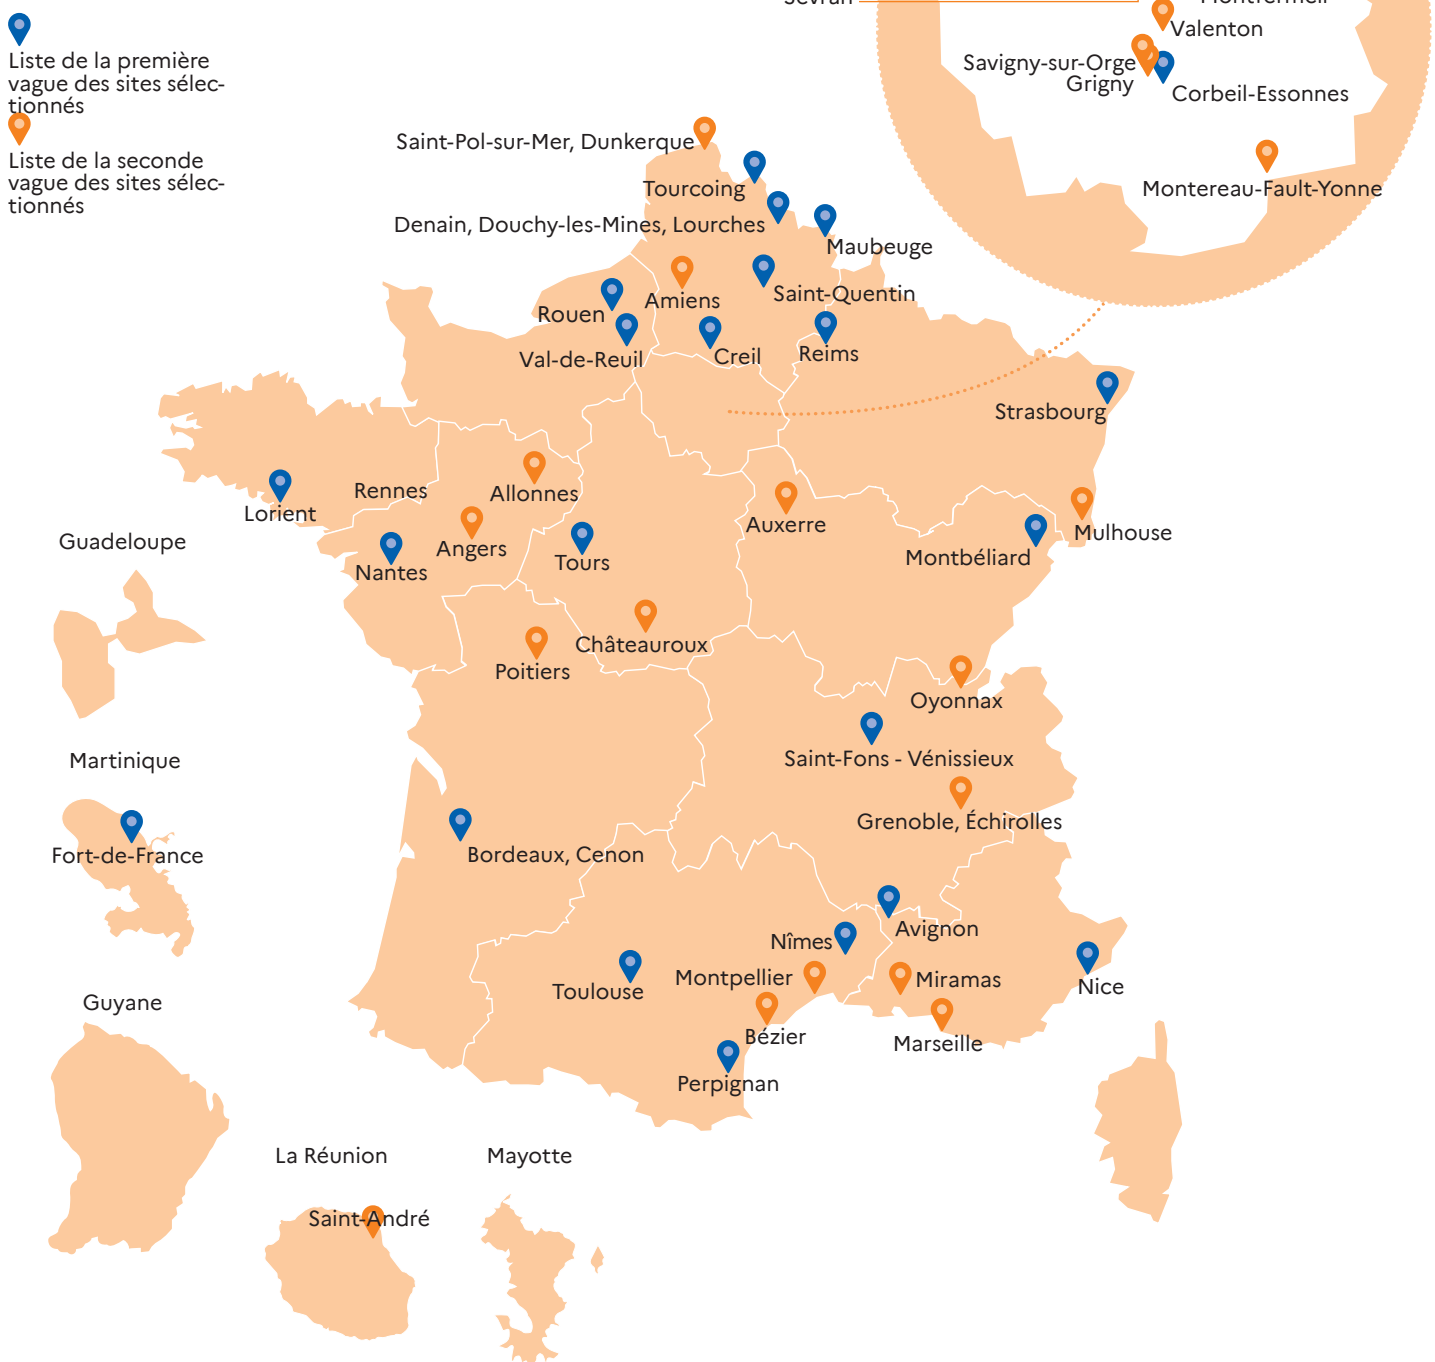 Sevran
Montfermeil
Valenton
Savigny-sur-Orge
Grigny
Corbeil-Essonnes
Montereau-Fault-Yonne
Liste de la première
vague des sites sélec-
tionnés
Liste de la seconde
vague des sites sélec-
tionnés
Saint-Pol-sur-Mer, Dunkerque
Tourcoing
Denain, Douchy-les-Mines, Lourches
Maubeuge
Amiens
Saint-Quentin
Rouen
Val-de-Reuil
Creil
Reims
Strasbourg
Rennes
Allonnes
Lorient
Auxerre
Mulhouse
Guadeloupe
Angers
Montbéliard
Nantes
Tours
Châteauroux
Poitiers
Oyonnax
Martinique
Saint-Fons - Vénissieux
Grenoble, Échirolles
Fort-de-France
Bordeaux, Cenon
Avignon
Nîmes
Montpellier
Miramas
Toulouse
Nice
Guyane
Bézier
Marseille
Perpignan
La Réunion
Mayotte
Saint-André